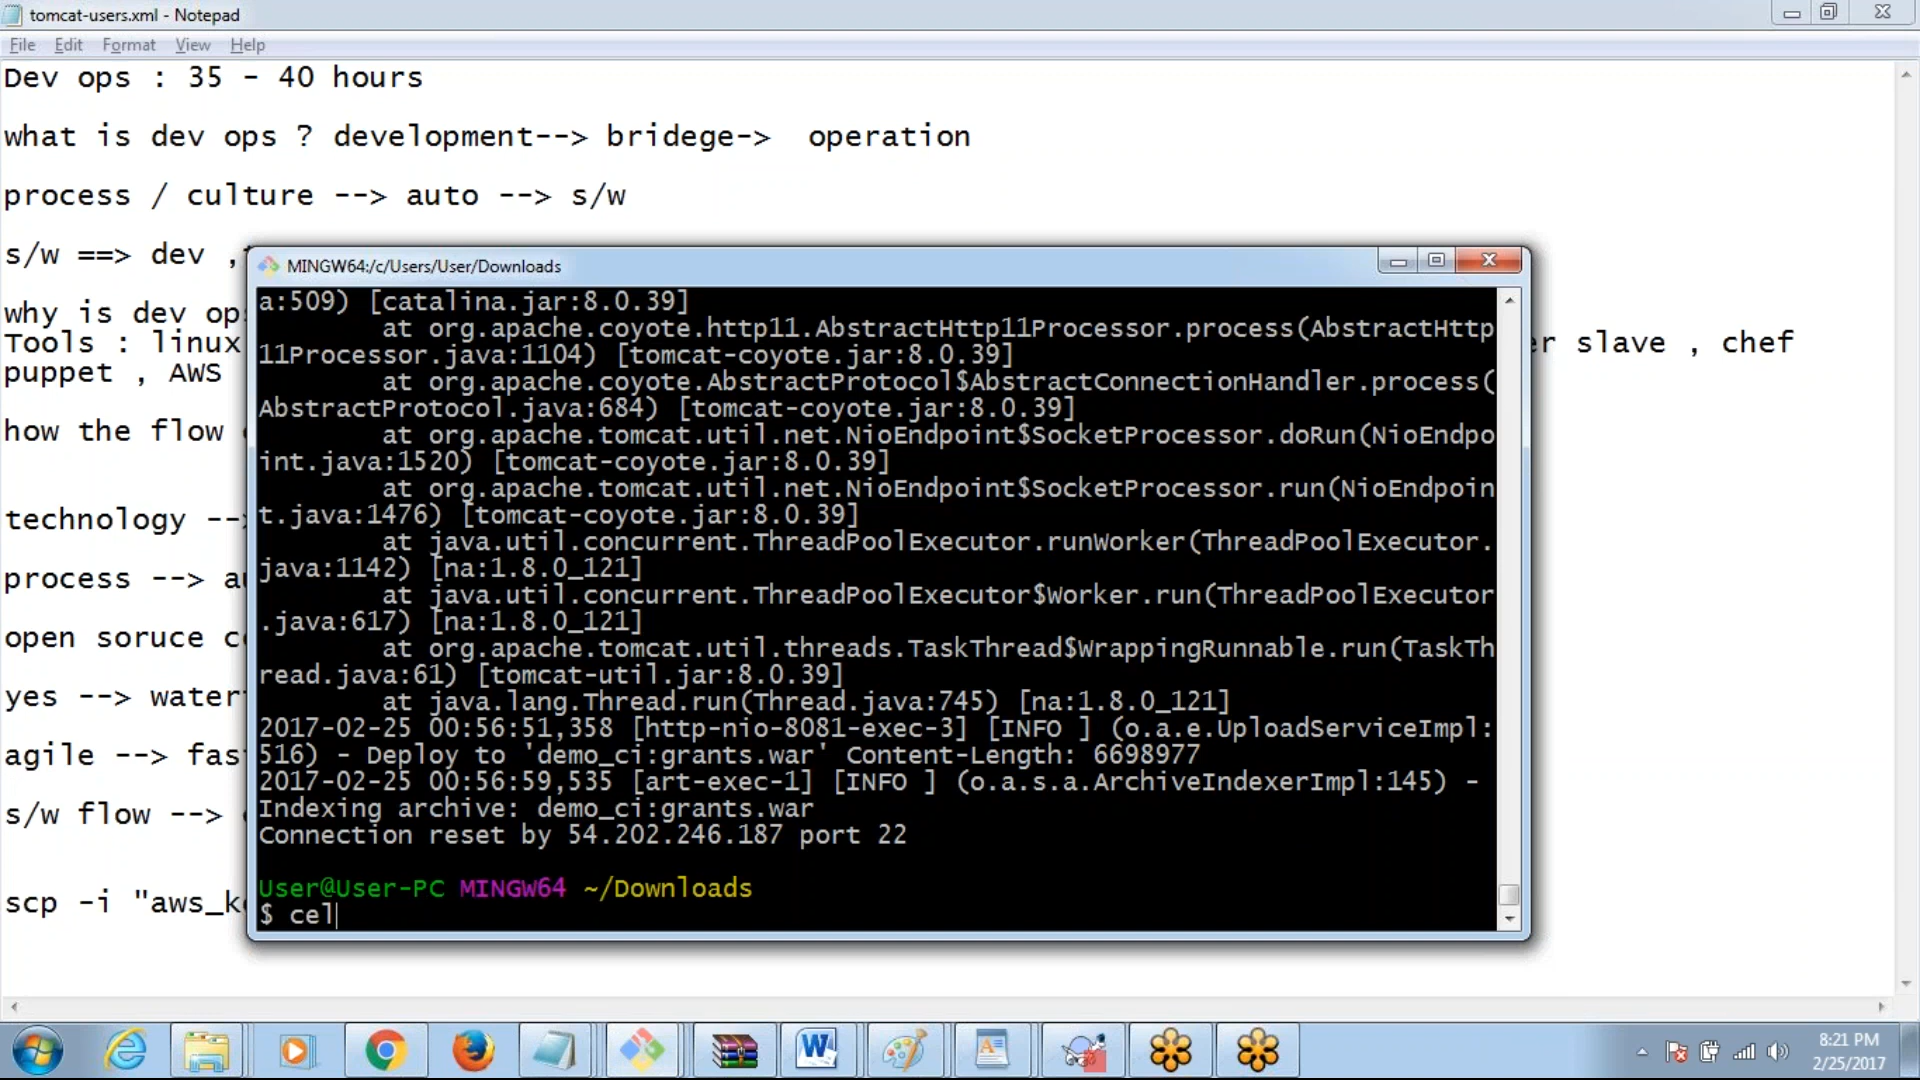 tomcat-users.xml - Notepad
File Edit Format View Help
Dev ops : 35 - 40 hours
what is dev ops ? development--> bridege-> operation
process / culture --> auto --> s/w
s/w ==> dev ,
why is dev op
Tools : linux
er slave , chef
puppet , AWS
how the flow
technology --
process --> a
open soruce c
yes --> water
agile --> fas
s/w flow -->
scp -i "aws_k
MINGW64:/c/Users/User/Downloads
a:509) [catalina.jar:8.0.39]
at org.apache.coyote.http11.AbstractHttp11Processor.process(AbstractHttp
11Processor.java:1104) [tomcat-coyote.jar:8.0.39]
at org.apache.coyote.AbstractProtocol$AbstractConnectionHandler.process(
AbstractProtocol.java:684) [tomcat-coyote.jar:8.0.39]
at org.apache.tomcat.util.net.NioEndpoint$SocketProcessor.doRun(NioEndpo
int.java:1520) [tomcat-coyote.jar:8.0.39]
at org.apache.tomcat.util.net.NioEndpoint$SocketProcessor.run(NioEndpoin
t.java:1476) [tomcat-coyote.jar:8.0.39]
at java.util.concurrent.ThreadPoolExecutor.runWorker(ThreadPoolExecutor.
java:1142) [na:1.8.0_121]
at java.util.concurrent.ThreadPoolExecutor$Worker.run(ThreadPoolExecutor
.java:617) [na:1.8.0_121]
at org.apache.tomcat.util.threads.TaskThread$WrappingRunnable.run(TaskTh
read.java:61) [tomcat-util.jar:8.0.39]
at java.lang.Thread.run(Thread.java:745) [na:1.8.0_121]
2017-02-25 00:56:51,358 [http-nio-8081-exec-3] [INFO ] (o.a.e.UploadServiceImpl:
516) - Deploy to 'demo_ci:grants.war' Content-Length: 6698977
2017-02-25 00:56:59,535 [art-exec-1] [INFO ] (o.a.s.a.ArchiveIndexerImpl:145) -
Indexing archive: demo_ci:grants.war
Connection reset by 54.202.246.187 port 22
User@User-PC MINGW64 ~/Downloads
$ cel
8:21 PM
2/25/2017